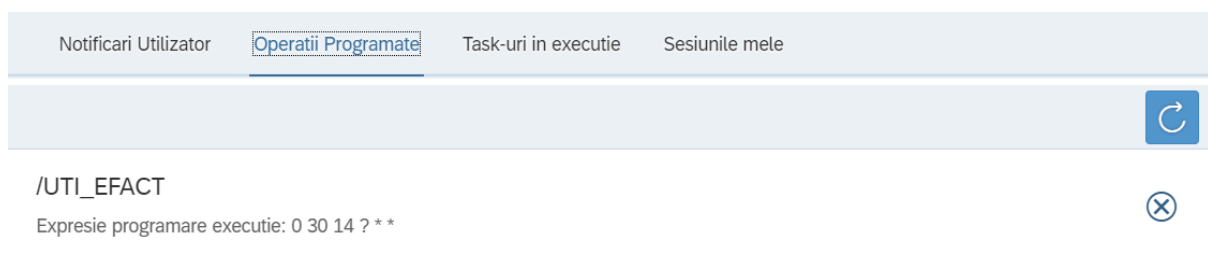 Notificari Utilizator Operatii Programate Task-uri in executie Sesiunile mele
/UTI_EFACT
Expresie programare executie: 0 30 14 ? * *